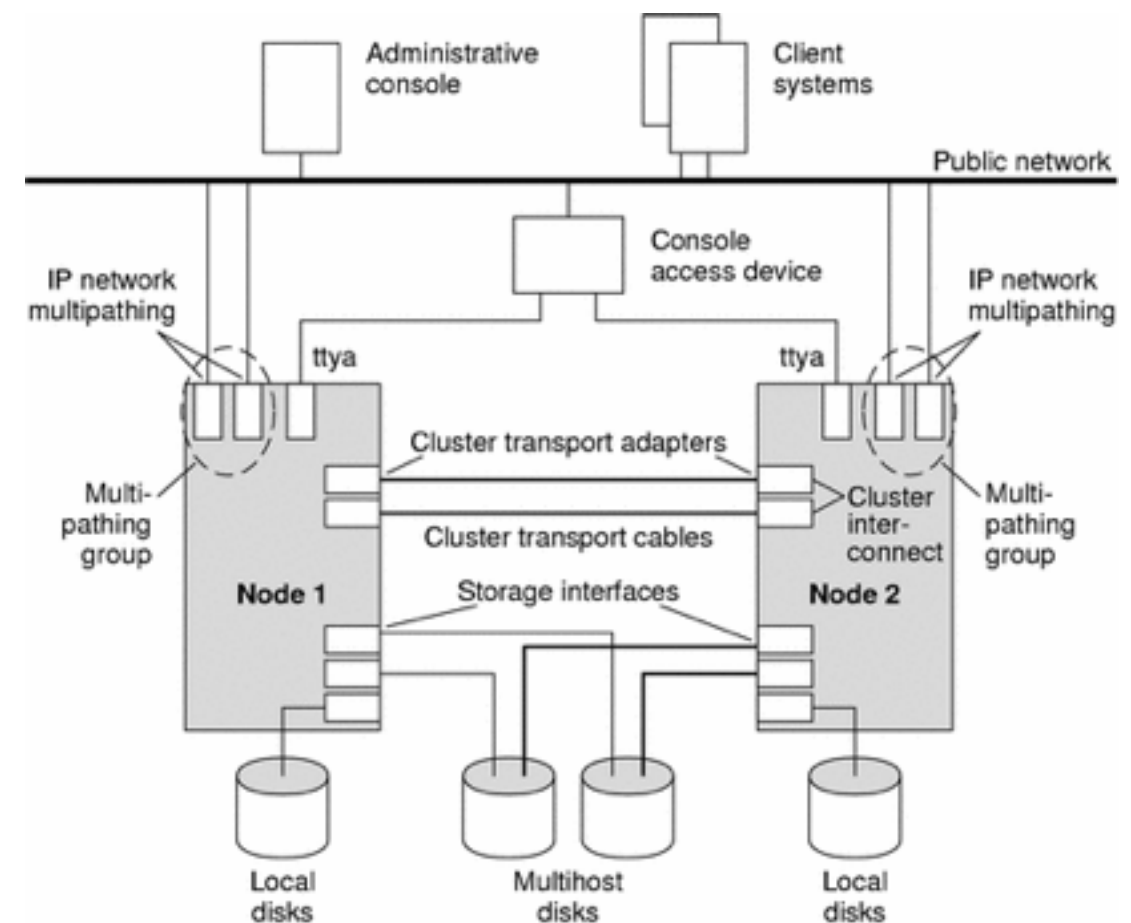 Administrative
console
Client
systems
Public network
Console
access device
IP network
multipathing
IP network
multipathing
ttya
ttya
Cluster transport adapters
Multi-
pathing
group
Cluster
inter-
connect
Multi-
pathing
group
Cluster transport cables
Node 1
Storage interfaces
Node 2
Local
disks
Multihost
disks
Local
disks